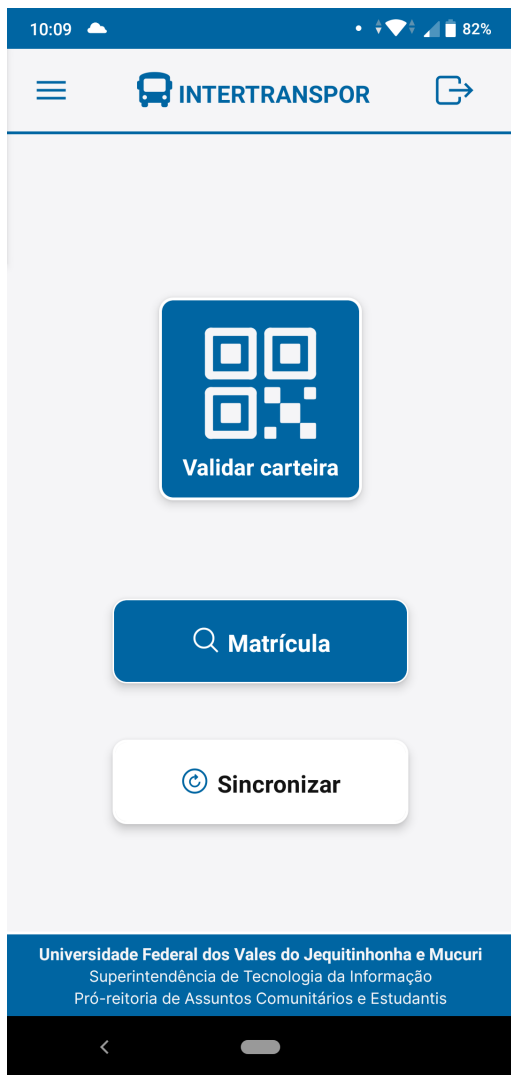 10:09
82%
INTERTRANSPOR
Validar carteira
Matrícula
Sincronizar
Universidade Federal dos Vales do Jequitinhonha e Mucuri
Superintendência de Tecnologia da Informação
Pró-reitoria de Assuntos Comunitários e Estudantis